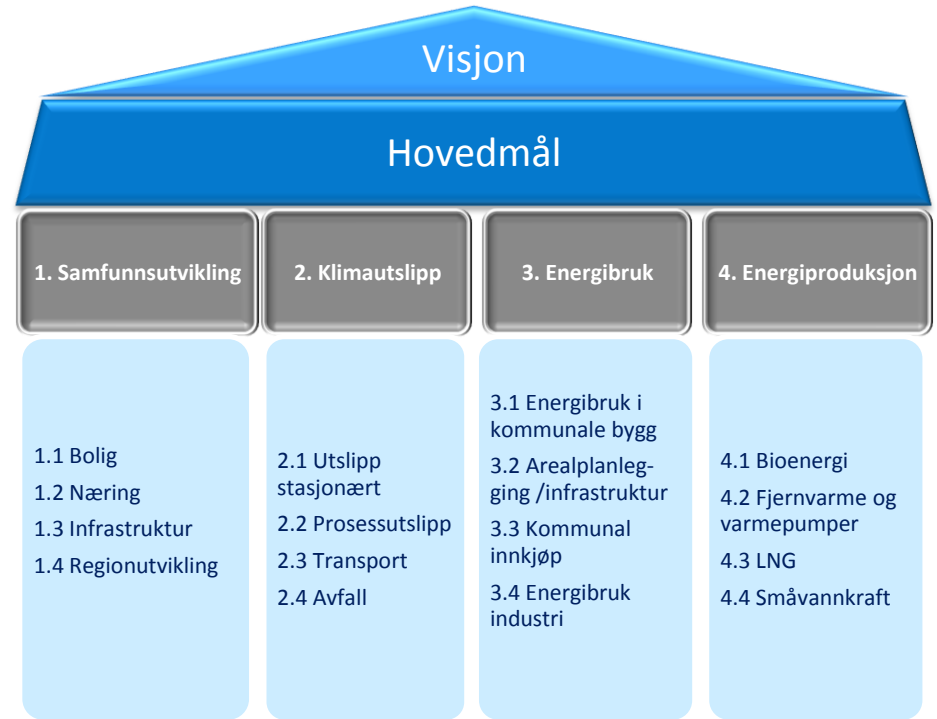 Visjon
Hovedmål
1. Samfunnsutvikling
2. Klimautslipp
3. Energibruk
4. Energiproduksjon
1.1 Bolig
1.2 Næring
1.3 Infrastruktur
1.4 Regionutvikling
2.1 Utslipp
stasjonært
2.2 Prosessutslipp
2.3 Transport
2.4 Avfall
3.1 Energibruk i
kommunale bygg
3.2 Arealplanleg-
ging /infrastruktur
3.3 Kommunal
innkjøp
3.4 Energibruk
industri
4.1 Bioenergi
4.2 Fjernvarme og
varmepumper
4.3 LNG
4.4 Småvannkraft